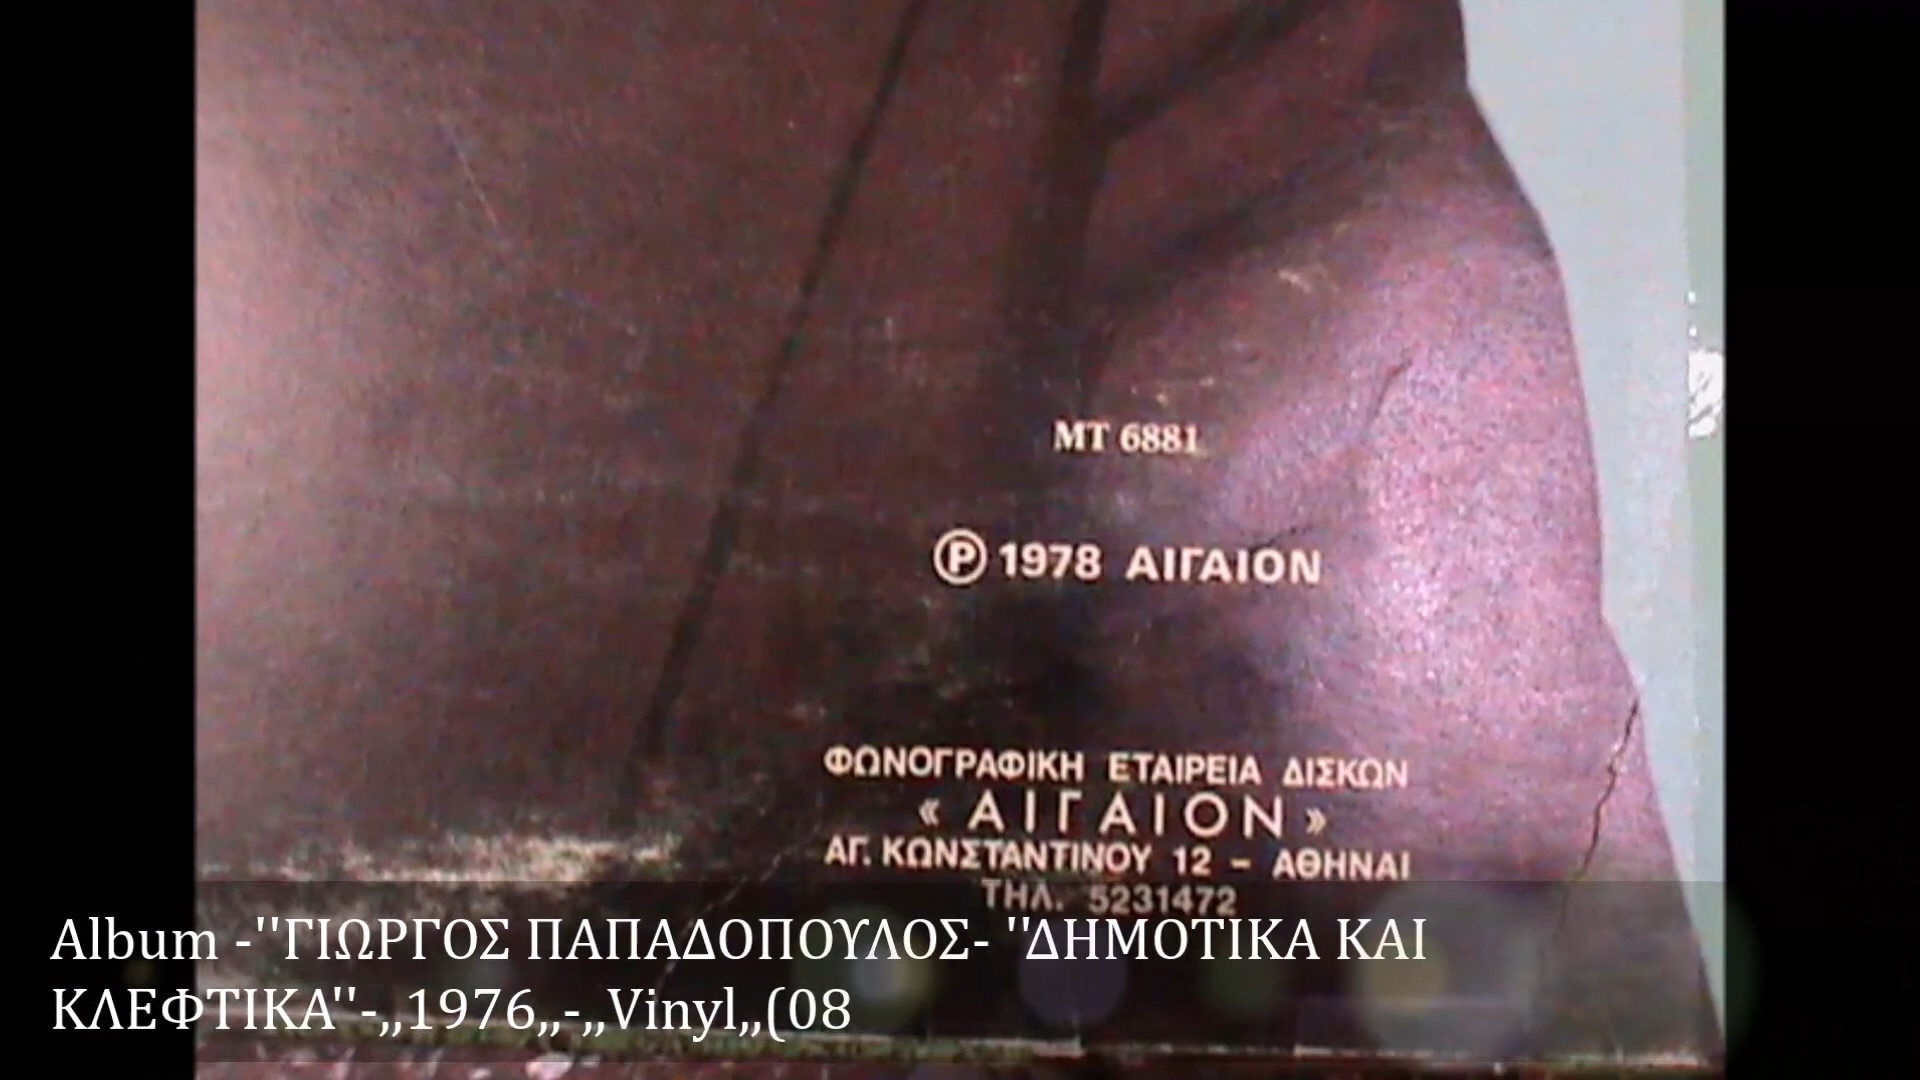 MT 6881
Ⓟ 1978 ΑΙΓΑΙΟΝ
ΦΩΝΟΓΡΑΦΙΚΗ ΕΤΑΙΡΕΙΑ ΔΙΣΚΩΝ
« ΑΙΓΑΙΟΝ »
ΑΓ. ΚΩΝΣΤΑΝΤΙΝΟΥ 12 – ΑΘΗΝΑΙ
ΤΗΛ. 5231472
Album -''ΓΙΩΡΓΟΣ ΠΑΠΑΔΟΠΟΥΛΟΣ- ''ΔΗΜΟΤΙΚΑ ΚΑΙ
ΚΛΕΦΤΙΚΑ''-,,1976,,-,,Vinyl,,(08